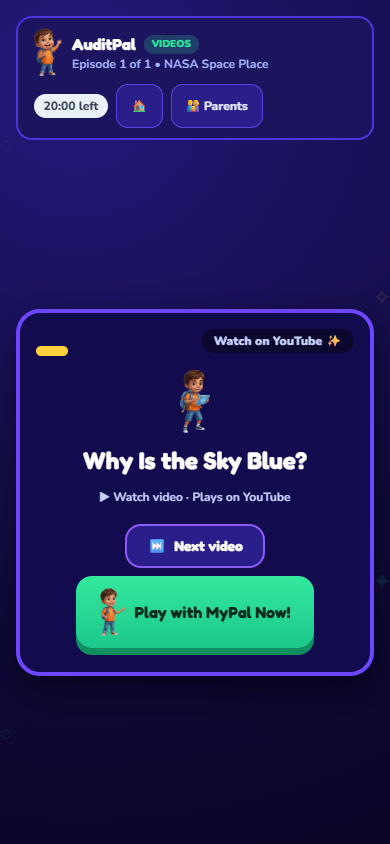 AuditPal VIDEOS
Episode 1 of 1 • NASA Space Place
20:00 left
Parents
Watch on YouTube ✨
Why Is the Sky Blue?
▶ Watch video · Plays on YouTube
⏭ Next video
Play with MyPal Now!